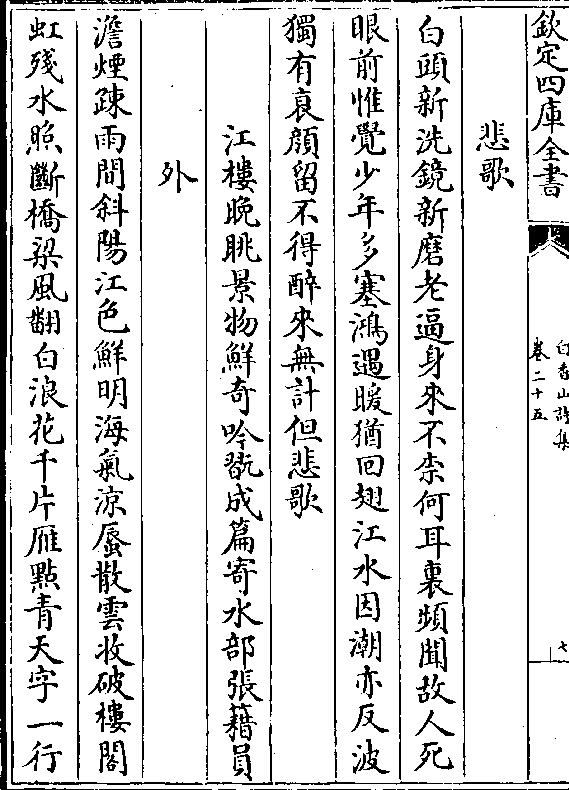 欽定四庫全書
白香山詩集
卷二十五
七
悲歌
白頭新洗鏡新磨老逼身來不柰何耳裏頻聞故人死
眼前惟覺少年多塞鴻遇暖猶回翅江水因潮亦反波
獨有衰顔留不得醉來無計但悲歌
江樓晚眺景物鮮奇吟翫成篇寄水部張籍員
外
澹煙疎雨間斜陽江色鮮明海氣涼蜃散雲收破樓閣
虹殘水照斷橋梁風翻白浪花千片雁點青天字一行